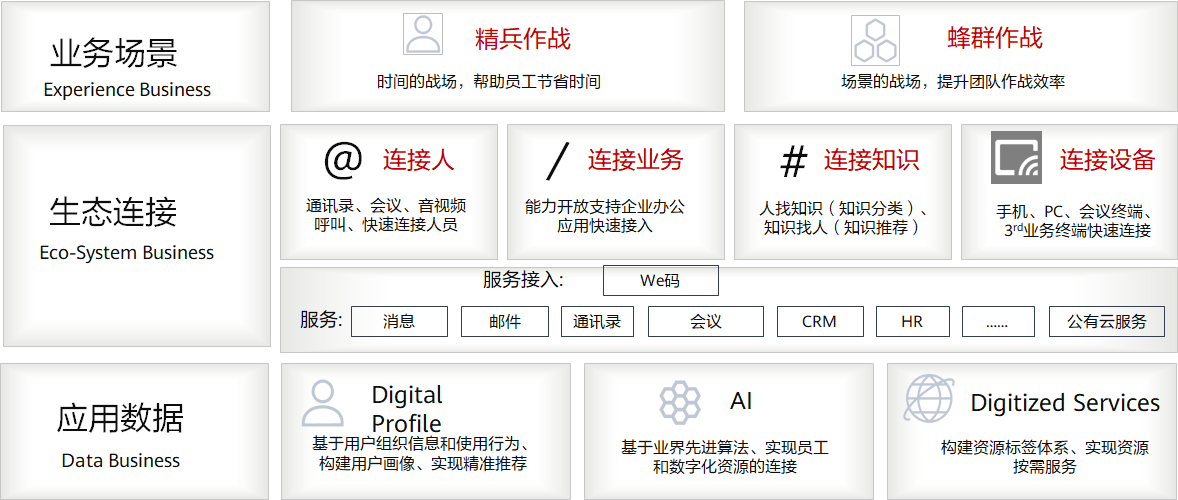 业务场景
Experience Business
精兵作战
时间的战场，帮助员工节省时间
蜂群作战
场景的战场，提升团队作战效率
生态连接
Eco-System Business
@ 连接人
通讯录、会议、音视频
呼叫、快速连接人员
/ 连接业务
能力开放支持企业办公
应用快速接入
# 连接知识
人找知识（知识分类）、
知识找人（知识推荐）
连接设备
手机、PC、会议终端、
3rd业务终端快速连接
服务接入: We码
服务: 消息 邮件 通讯录 会议 CRM HR ...... 公有云服务
应用数据
Data Business
Digital
Profile
基于用户组织信息和使用行为、
构建用户画像、实现精准推荐
AI
基于业界先进算法、实现员工
和数字化资源的连接
Digitized Services
构建资源标签体系、实现资源
按需服务